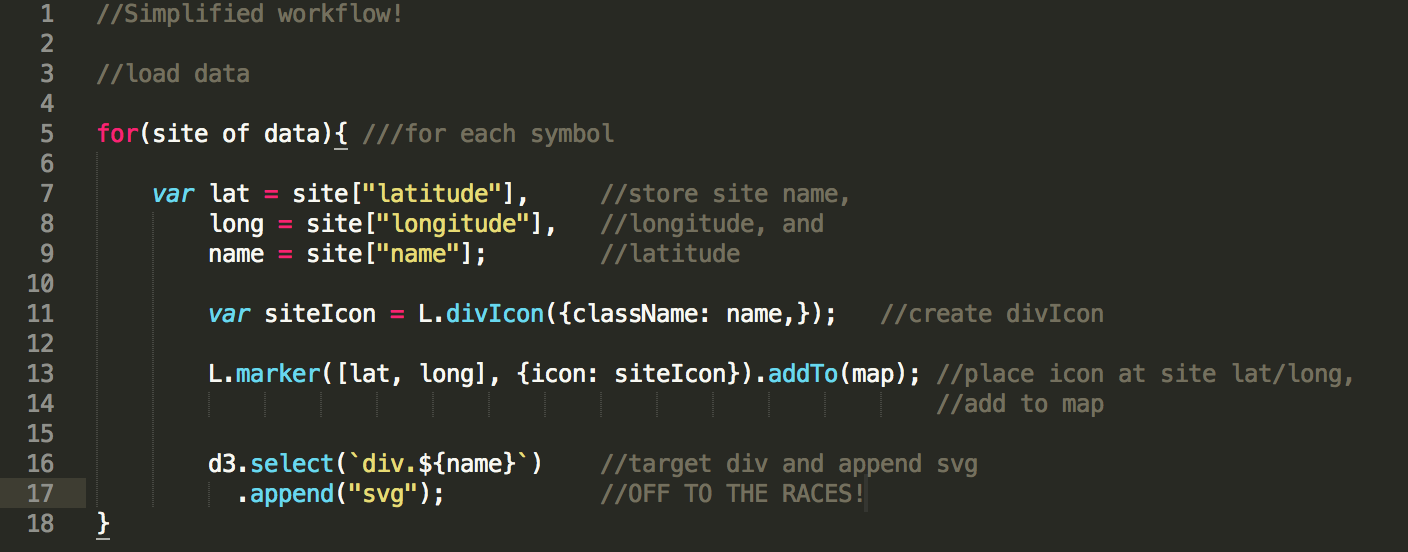 1 //Simplified workflow!
2
3 //load data
4
5 for(site of data){ ///for each symbol
6
7 var lat = site["latitude"], //store site name,
8 long = site["longitude"], //longitude, and
9 name = site["name"]; //latitude
10
11 var siteIcon = L.divIcon({className: name,}); //create divIcon
12
13 L.marker([lat, long], {icon: siteIcon}).addTo(map); //place icon at site lat/long,
14 //add to map
15
16 d3.select(`div.${name}`) //target div and append svg
17 .append("svg"); //OFF TO THE RACES!
18 }